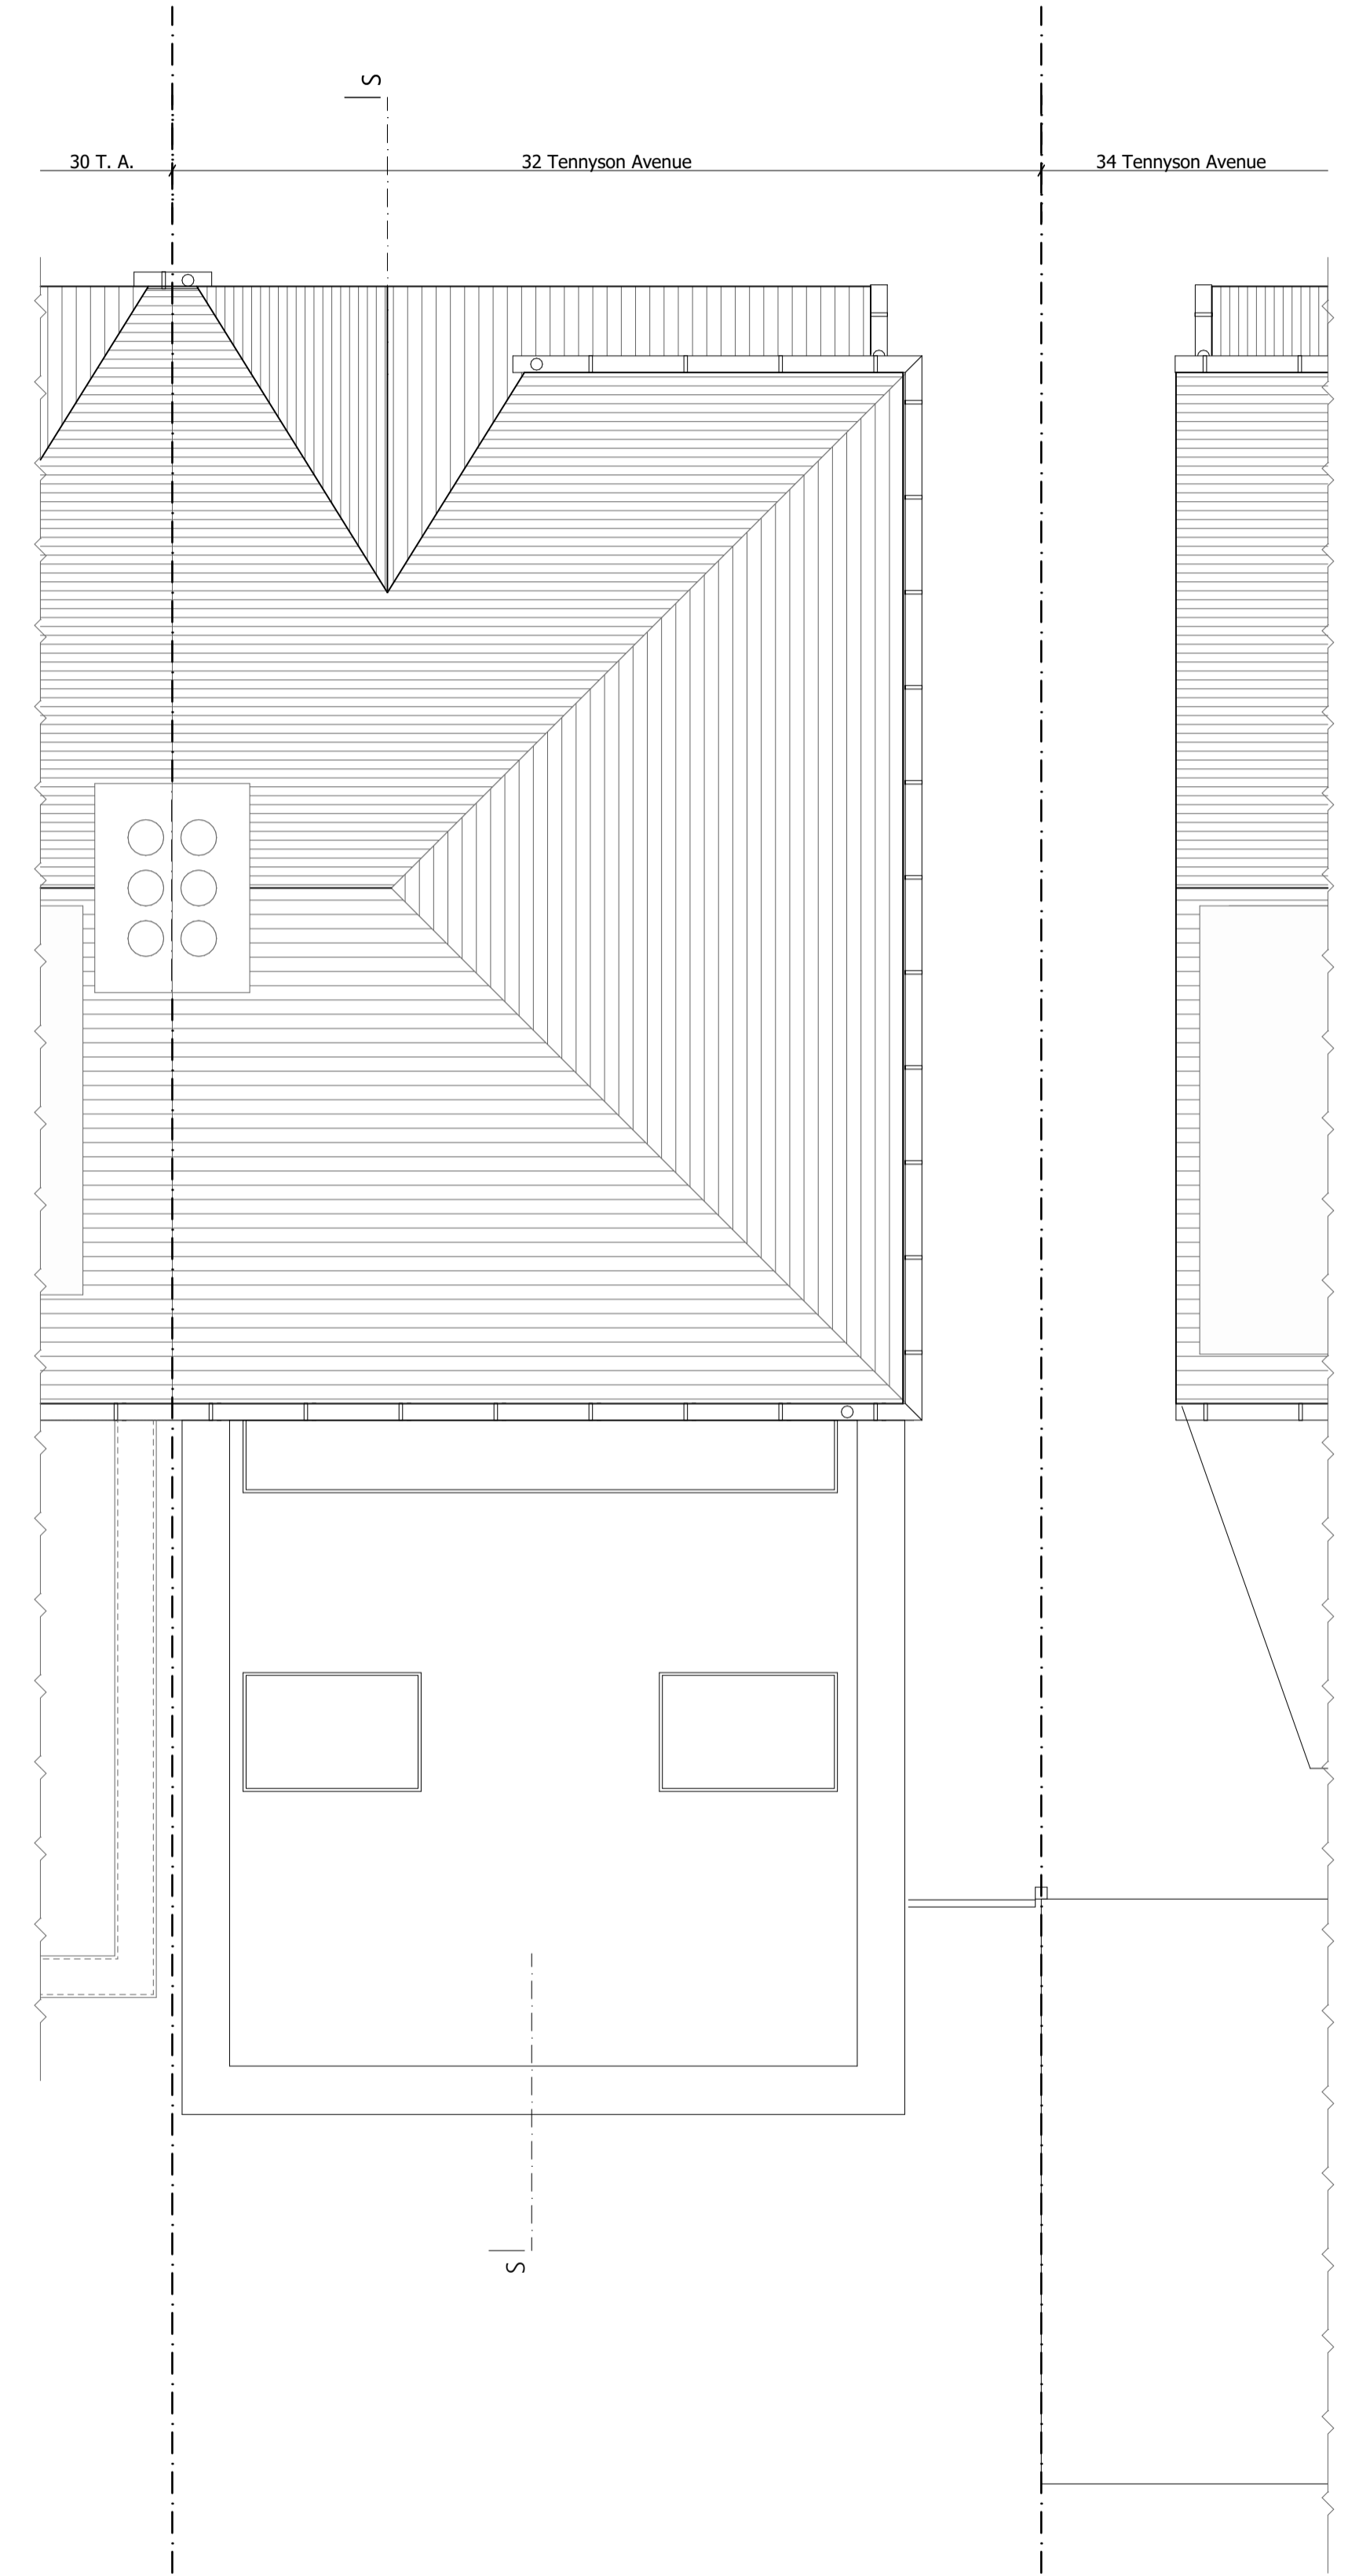 S
30 T. A.
32 Tennyson Avenue
34 Tennyson Avenue
S